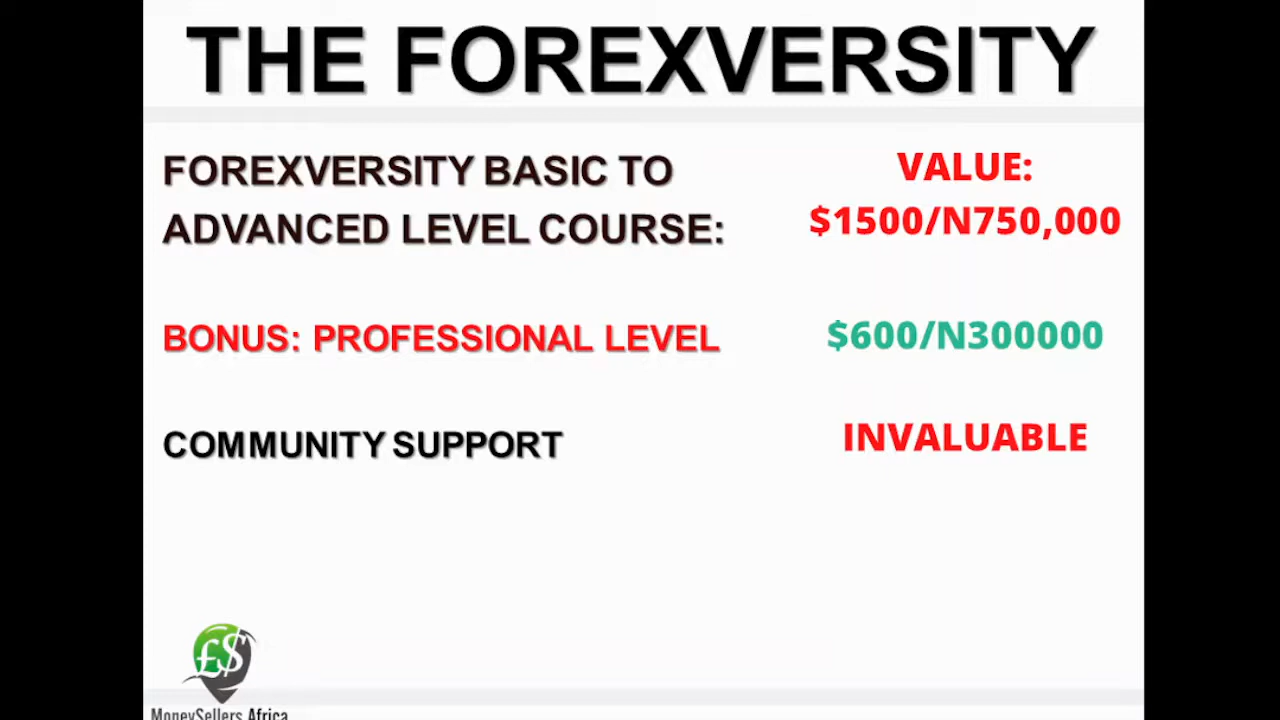 THE FOREXVERSITY
FOREXVERSITY BASIC TO
ADVANCED LEVEL COURSE:
VALUE:
$1500/N750,000
BONUS: PROFESSIONAL LEVEL
$600/N300000
COMMUNITY SUPPORT
INVALUABLE
£$
MoneySellers Africa